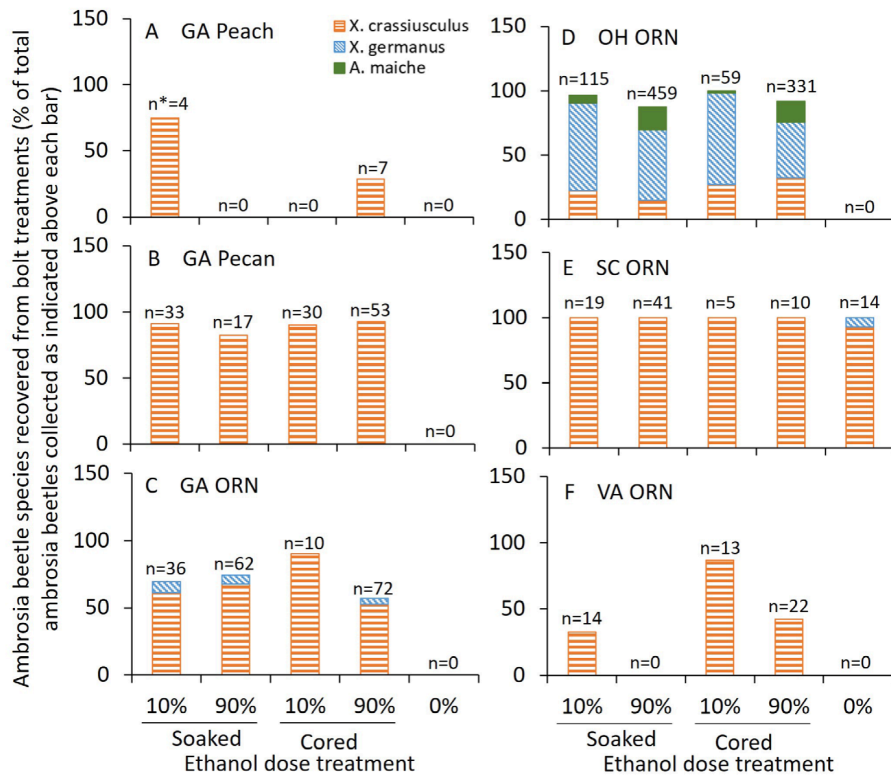 Ambrosia beetle species recovered from bolt treatments (% of total
ambrosia beetles collected as indicated above each bar)
A GA Peach
X. crassiusculus
X. germanus
A. maiche
150
100
50
0
n*=4
n=0
n=0
n=7
n=0
B GA Pecan
150
100
50
0
n=33
n=17
n=30
n=53
n=0
C GA ORN
150
100
50
0
n=36
n=62
n=10
n=72
n=0
10% 90% 10% 90% 0%
Soaked Cored
Ethanol dose treatment
D OH ORN
150
100
50
0
n=115
n=459
n=59
n=331
n=0
E SC ORN
150
100
50
0
n=19
n=41
n=5
n=10
n=14
F VA ORN
150
100
50
0
n=14
n=0
n=13
n=22
n=0
10% 90% 10% 90% 0%
Soaked Cored
Ethanol dose treatment